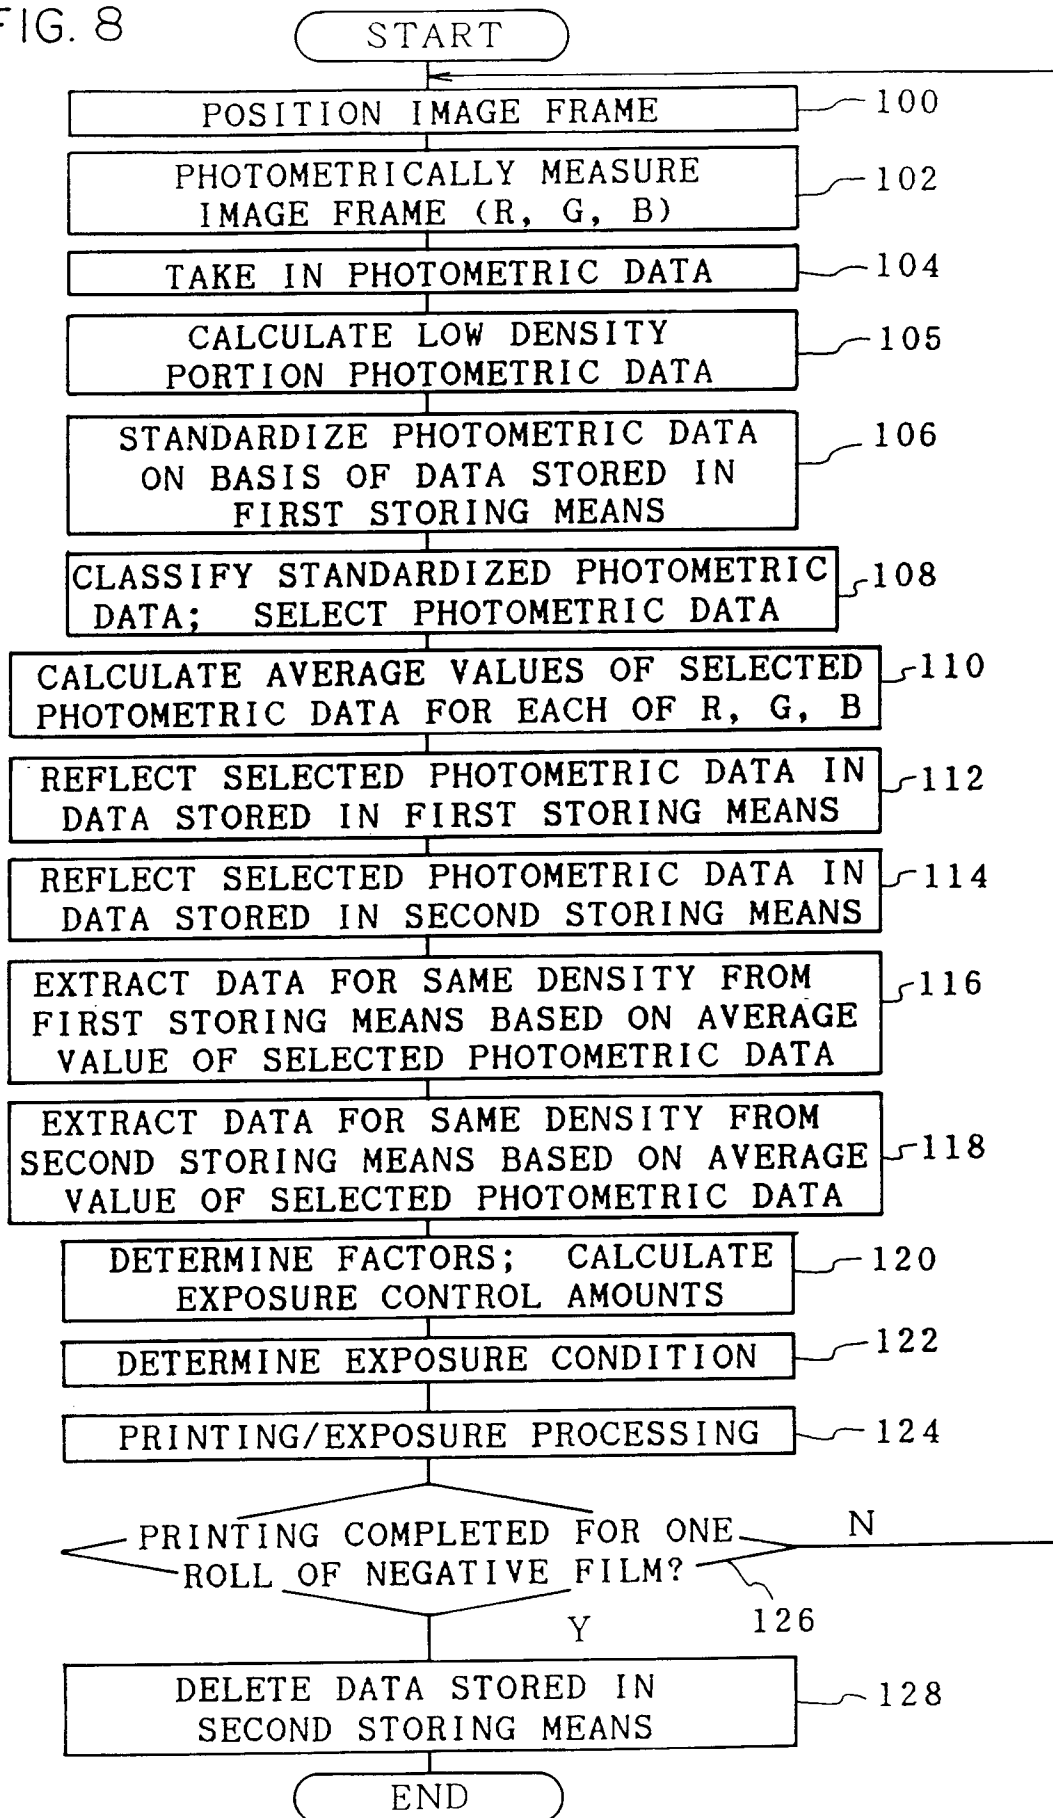 FIG. 8
START
POSITION IMAGE FRAME
100
PHOTOMETRICALLY MEASURE
IMAGE FRAME (R, G, B)
102
TAKE IN PHOTOMETRIC DATA
104
CALCULATE LOW DENSITY
PORTION PHOTOMETRIC DATA
105
STANDARDIZE PHOTOMETRIC DATA
ON BASIS OF DATA STORED IN
FIRST STORING MEANS
106
CLASSIFY STANDARDIZED PHOTOMETRIC
DATA; SELECT PHOTOMETRIC DATA
108
CALCULATE AVERAGE VALUES OF SELECTED
PHOTOMETRIC DATA FOR EACH OF R, G, B
110
REFLECT SELECTED PHOTOMETRIC DATA IN
DATA STORED IN FIRST STORING MEANS
112
REFLECT SELECTED PHOTOMETRIC DATA IN
DATA STORED IN SECOND STORING MEANS
114
EXTRACT DATA FOR SAME DENSITY FROM
FIRST STORING MEANS BASED ON AVERAGE
VALUE OF SELECTED PHOTOMETRIC DATA
116
EXTRACT DATA FOR SAME DENSITY FROM
SECOND STORING MEANS BASED ON AVERAGE
VALUE OF SELECTED PHOTOMETRIC DATA
118
DETERMINE FACTORS; CALCULATE
EXPOSURE CONTROL AMOUNTS
120
DETERMINE EXPOSURE CONDITION
122
PRINTING/EXPOSURE PROCESSING
124
PRINTING COMPLETED FOR ONE
ROLL OF NEGATIVE FILM?
N
126
Y
DELETE DATA STORED IN
SECOND STORING MEANS
128
END